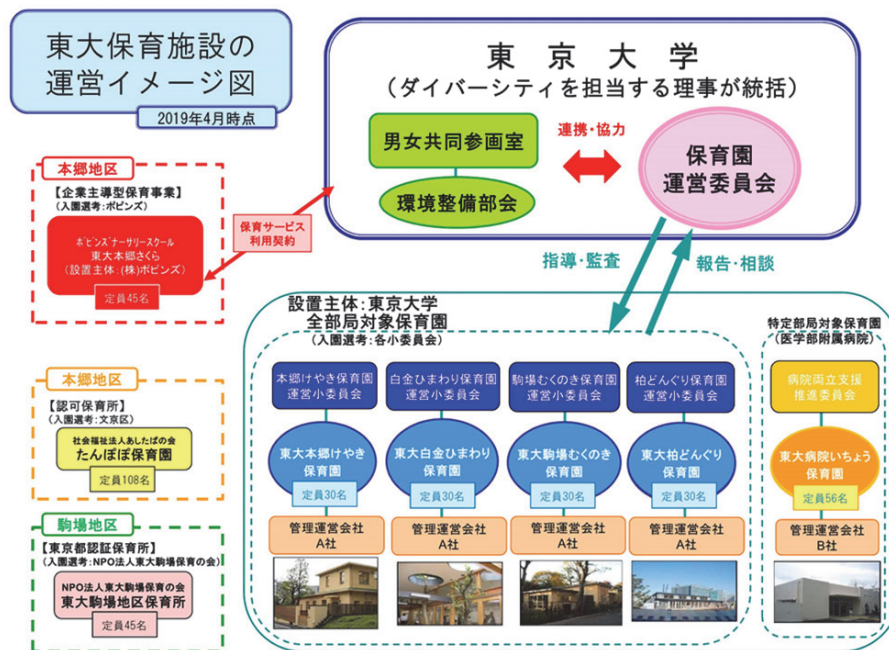 東大保育施設の
運営イメージ図
2019年4月時点
東京大学
（ダイバーシティを担当する理事が統括）
男女共同参画室
環境整備部会
連携・協力
保育園
運営委員会
本郷地区
【企業主導型保育事業】
（入園選考：ポピンズ）
ポピンズナーサリースクール
東大本郷さくら
（設置主体：(株)ポピンズ）
定員45名
保育サービス
利用契約
指導・監査
報告・相談
本郷地区
【認可保育所】
（入園選考：文京区）
社会福祉法人あしたばの会
たんぽぽ保育園
定員108名
駒場地区
【東京都認証保育所】
（入園選考：NPO法人東大駒場保育の会）
NPO法人東大駒場保育の会
東大駒場地区保育所
定員45名
設置主体：東京大学
全部局対象保育園
（入園選考：各小委員会）
本郷けやき保育園
運営小委員会
東大本郷けやき
保育園
定員30名
管理運営会社
A社
白金ひまわり保育園
運営小委員会
東大白金ひまわり
保育園
定員30名
管理運営会社
A社
駒場むくのき保育園
運営小委員会
東大駒場むくのき
保育園
定員30名
管理運営会社
A社
柏どんぐり保育園
運営小委員会
東大柏どんぐり
保育園
定員30名
管理運営会社
A社
特定部局対象保育園
（医学部附属病院）
病院両立支援
推進委員会
東大病院いちょう
保育園
定員56名
管理運営会社
B社